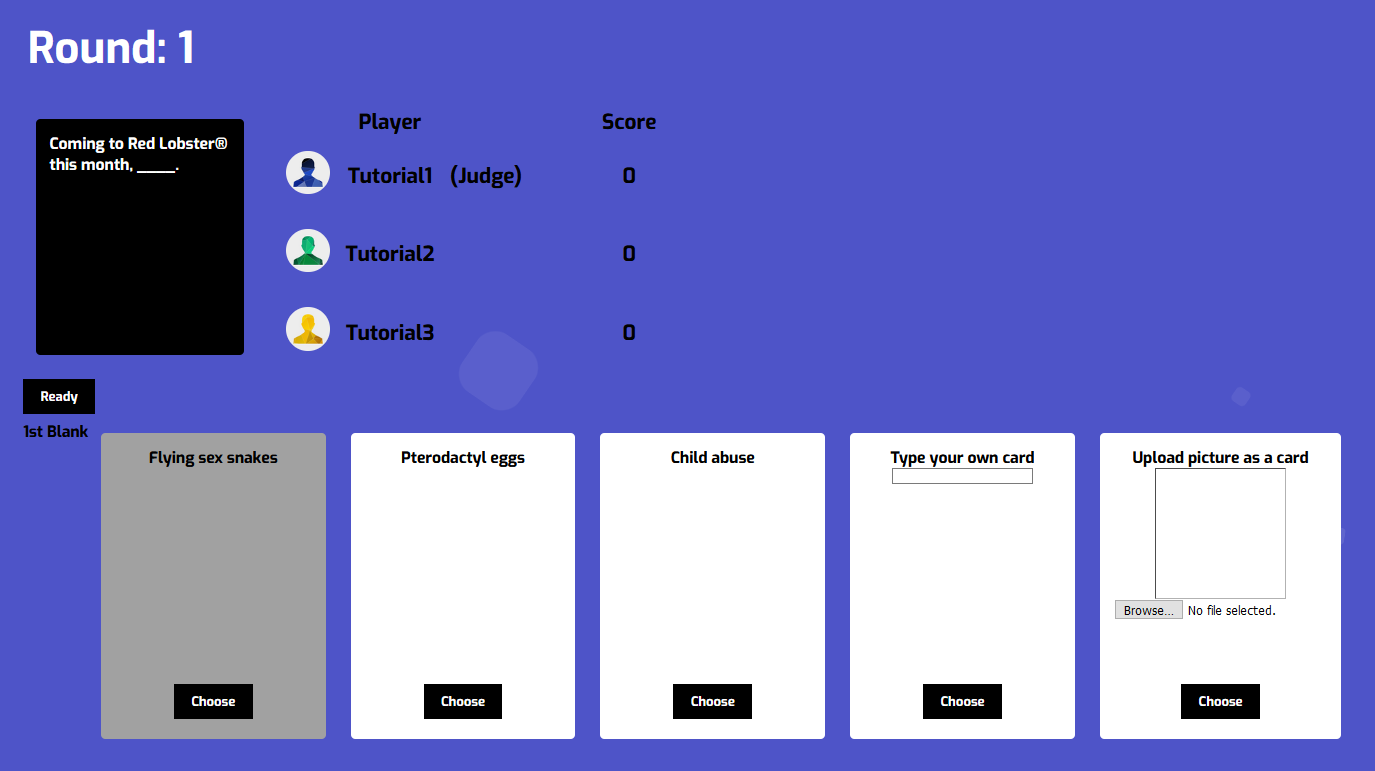 Round: 1
Player Score
Coming to Red Lobster®
this month, _____.
Tutorial1 (Judge) 0
Tutorial2 0
Tutorial3 0
Ready
1st Blank
Flying sex snakes
Choose
Pterodactyl eggs
Choose
Child abuse
Choose
Type your own card
Choose
Upload picture as a card
Browse... No file selected.
Choose